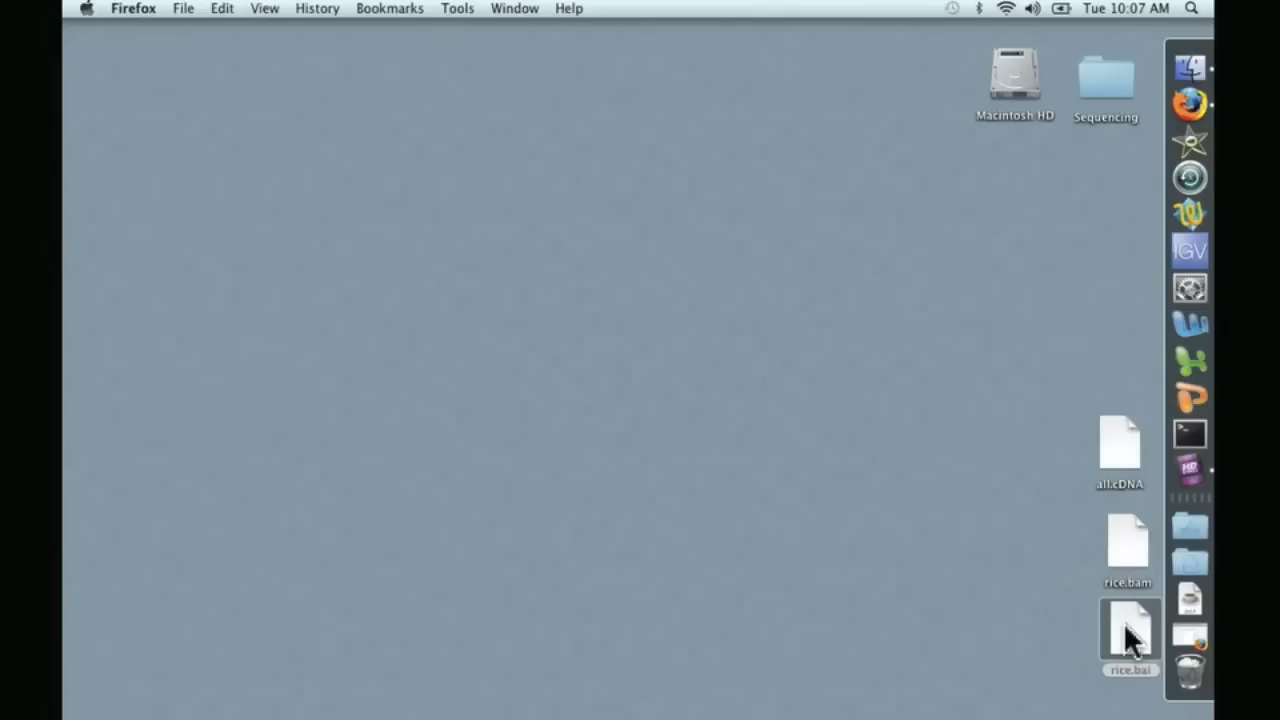 Firefox File Edit View History Bookmarks Tools Window Help Tue 10:07 AM
Macintosh HD
Sequencing
IGV
HD
all.cDNA
rice.bam
rice.bai